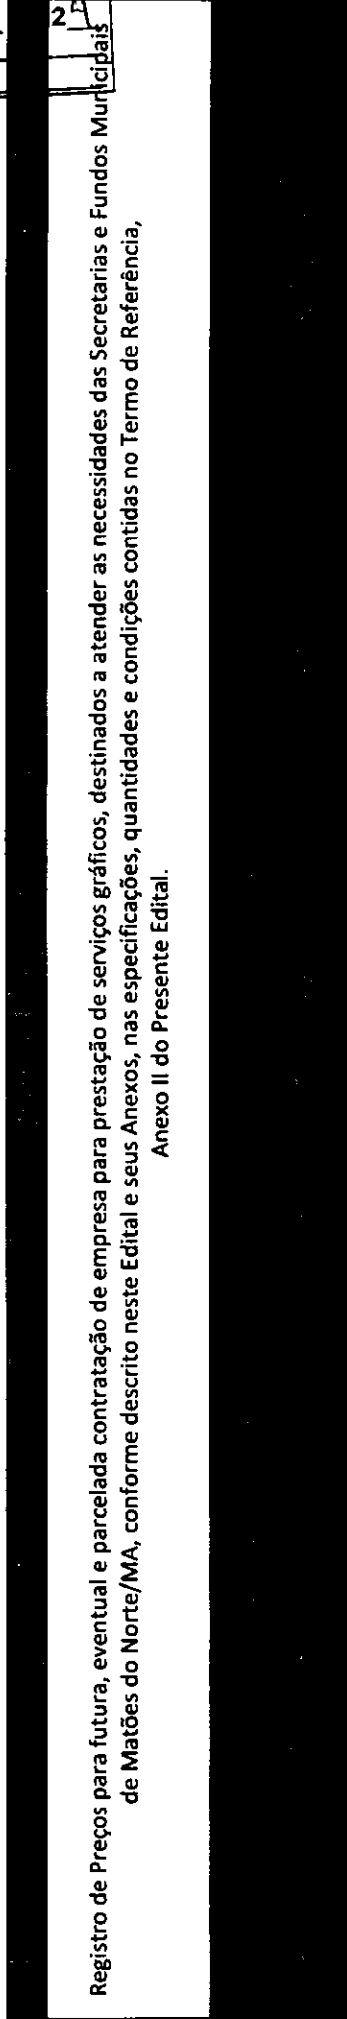 2
Registro de Preços para futura, eventual e parcelada contratação de empresa para prestação de serviços gráficos, destinados a atender as necessidades das Secretarias e Fundos Municipais
de Matões do Norte/MA, conforme descrito neste Edital e seus Anexos, nas especificações, quantidades e condições contidas no Termo de Referência,
Anexo II do Presente Edital.